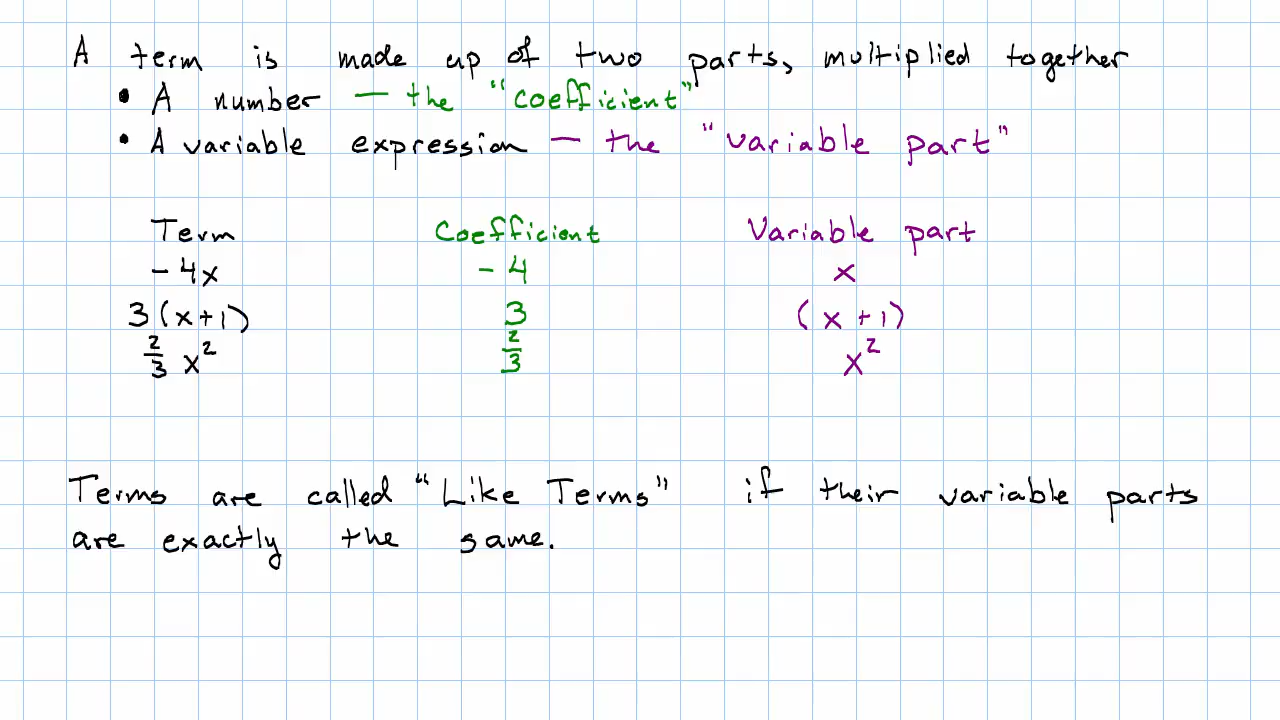 A term is made up of two parts, multiplied together
• A number — the "coefficient"
• A variable expression — the "variable part"
Term Coefficient Variable part
-4x -4 x
3(x+1) 3 (x+1)
2/3 x² 2/3 x²
Terms are called "Like Terms" if their variable parts
are exactly the same.